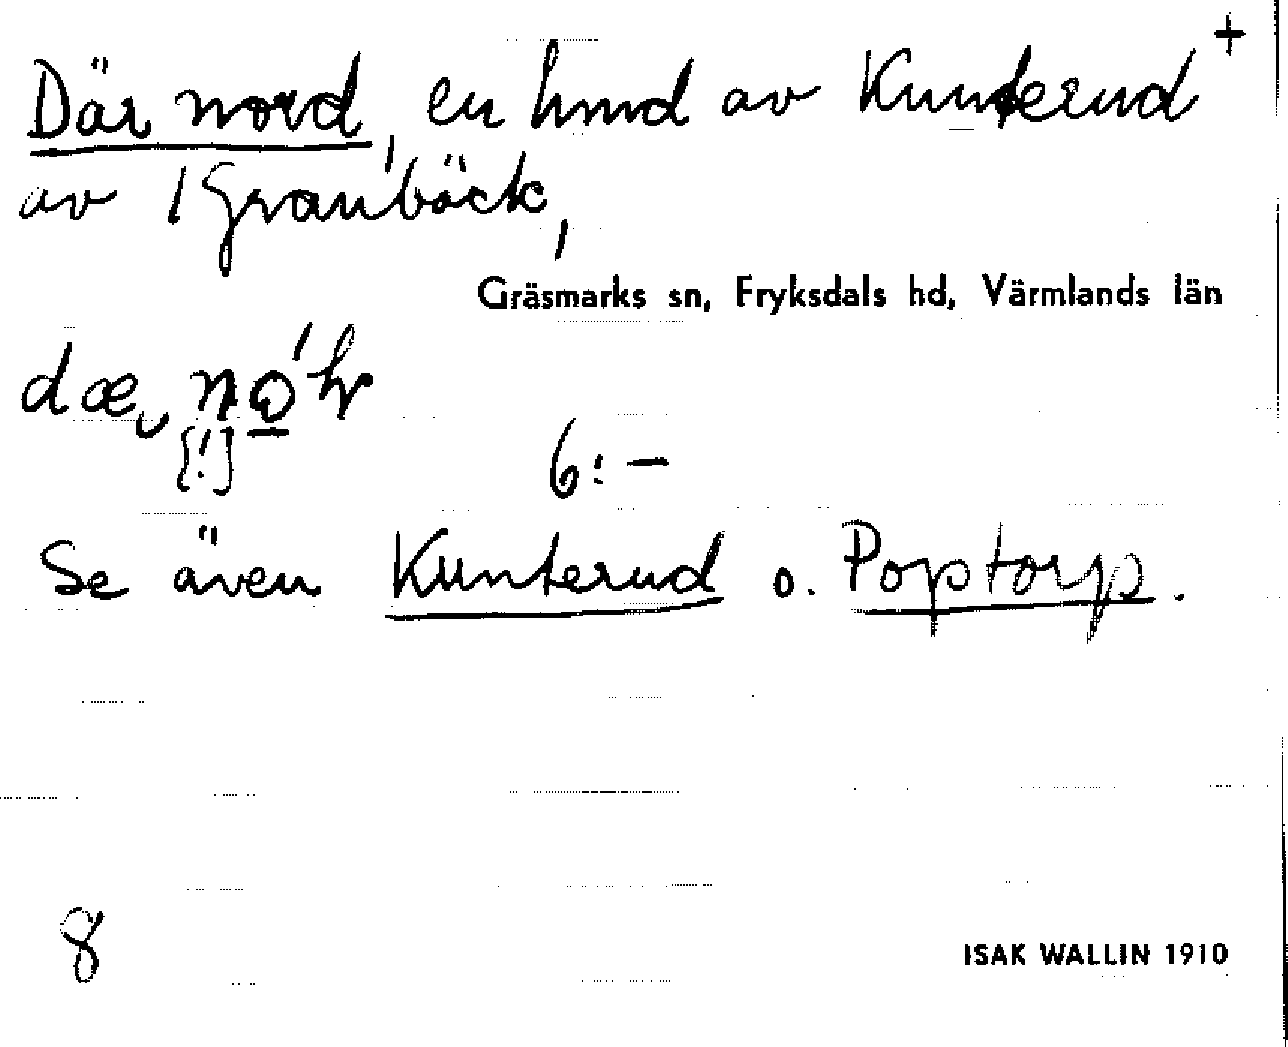 +
Där nord, en hmd av Kunterud
av 1 Granbäck,
Gräsmarks sn, Fryksdals hd, Värmlands län
dæ
[!]
6:-
Se även Kunterud o. Poptorp.
8
ISAK WALLIN 1910